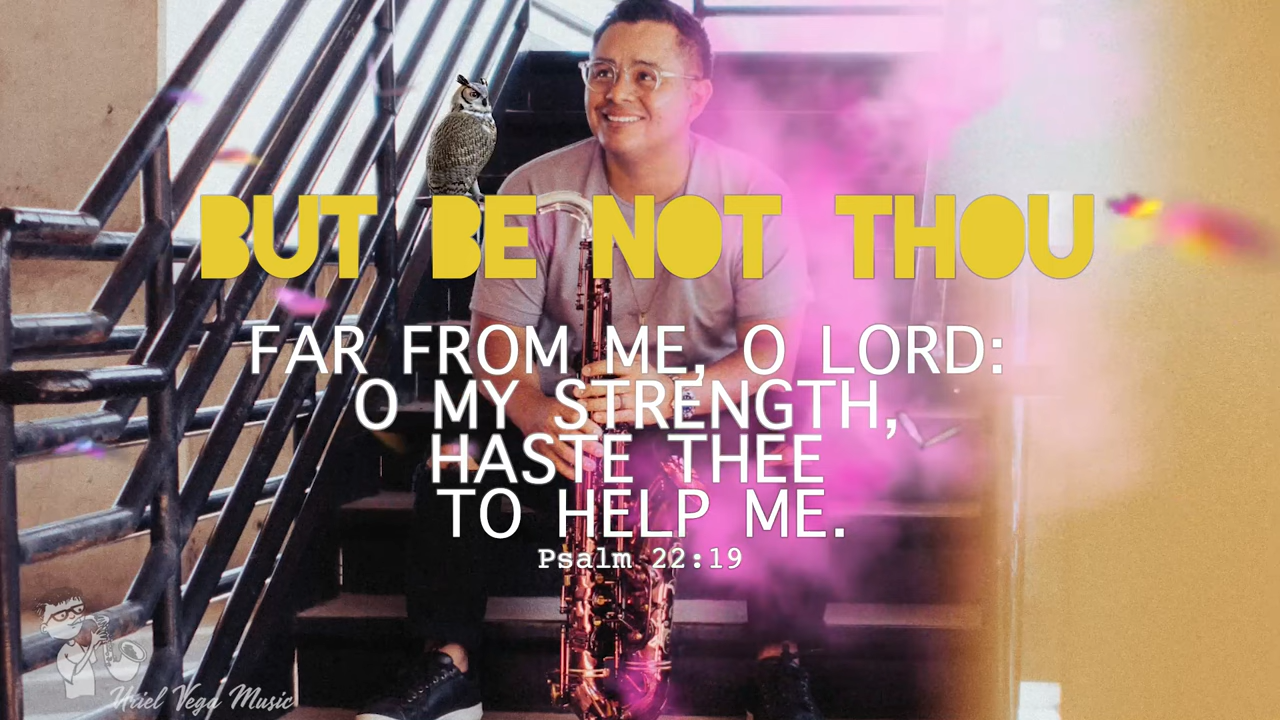 BUT BE NOT THOU
FAR FROM ME, O LORD:
O MY STRENGTH,
HASTE THEE
TO HELP ME.
Psalm 22:19
Uriel Vega Music